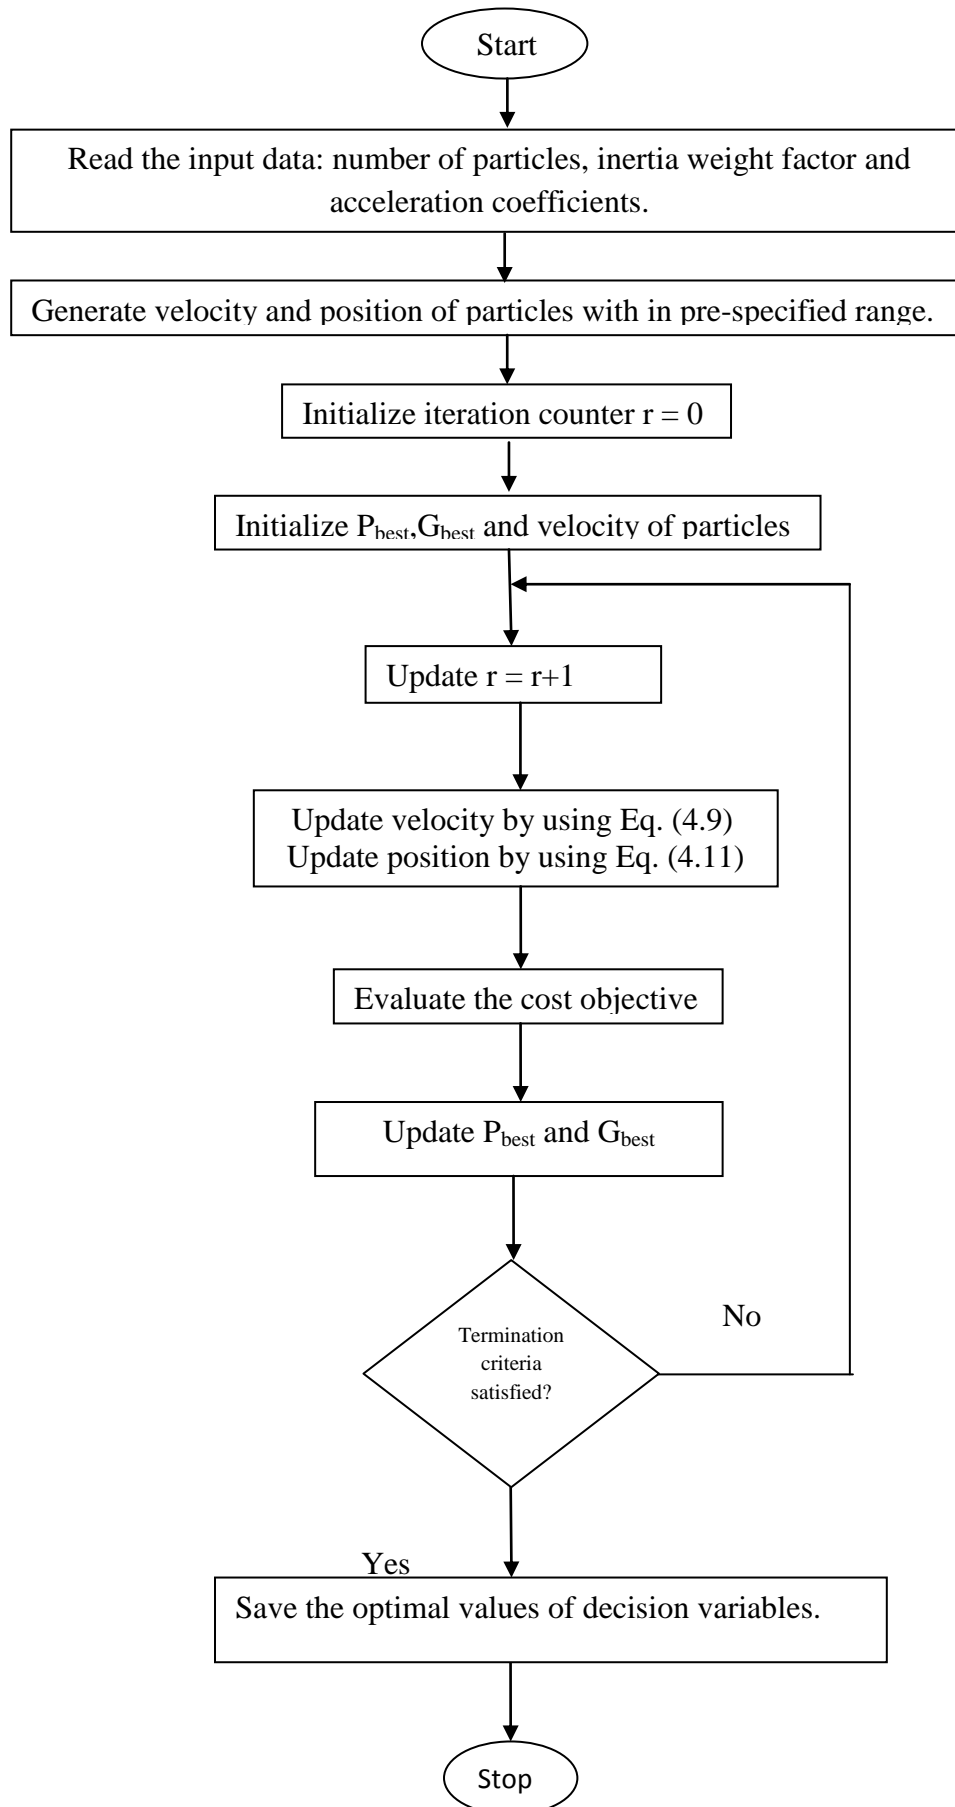 Start
Read the input data: number of particles, inertia weight factor and
acceleration coefficients.
Generate velocity and position of particles with in pre-specified range.
Initialize iteration counter r = 0
Initialize Pbest,Gbest and velocity of particles
Update r = r+1
Update velocity by using Eq. (4.9)
Update position by using Eq. (4.11)
Evaluate the cost objective
Update Pbest and Gbest
Termination
criteria
satisfied?
No
Yes
Save the optimal values of decision variables.
Stop